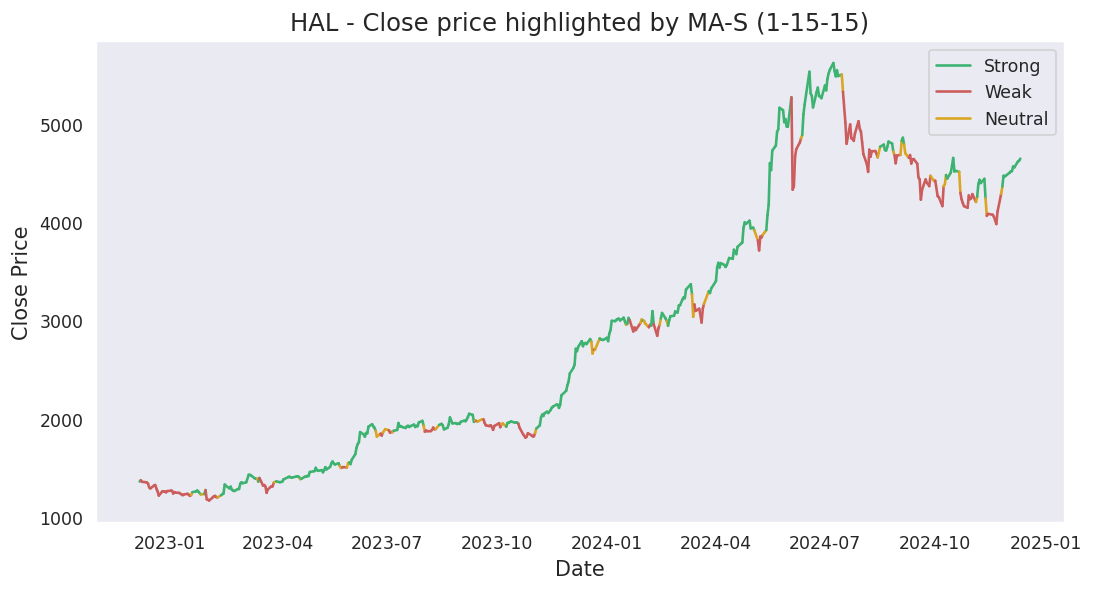 HAL - Close price highlighted by MA-S (1-15-15)
Strong
Weak
Neutral
Close Price
5000
4000
3000
2000
1000
2023-01 2023-04 2023-07 2023-10 2024-01 2024-04 2024-07 2024-10 2025-01
Date